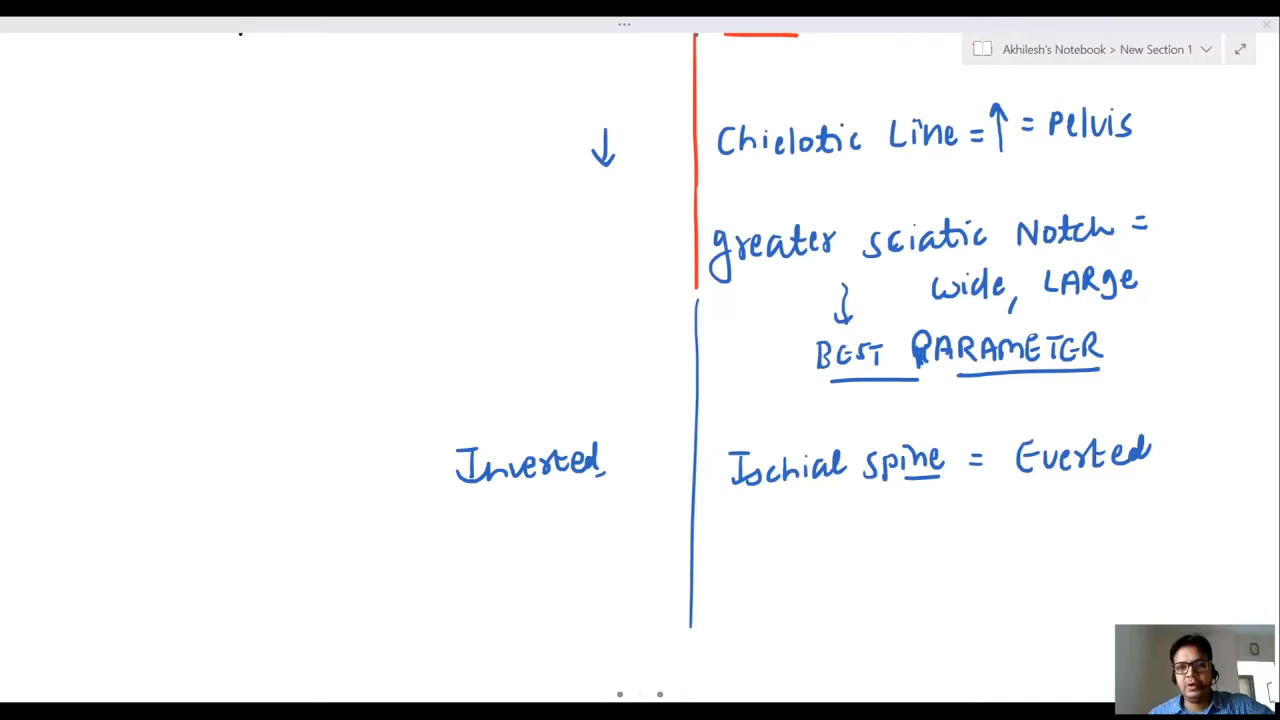 Akhilesh's Notebook > New Section 1
↓ Chielotic Line = ↑ = Pelvis
greater sciatic Notch =
wide, LARge
↓
BEST PARAMETER
Inverted Ischial spine = Everted